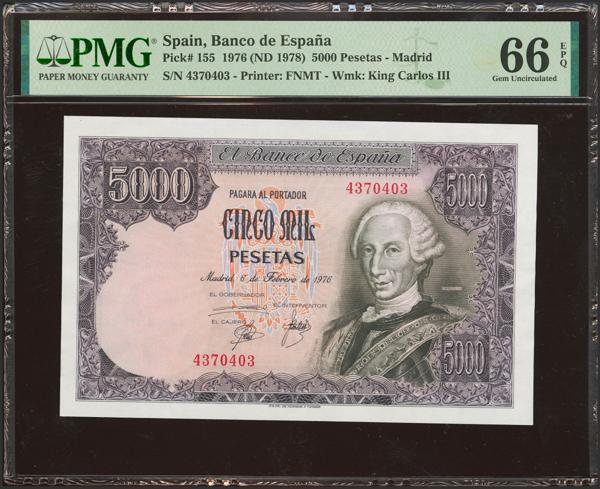 PMG
PAPER MONEY GUARANTY
Spain, Banco de España
Pick# 155 1976 (ND 1978) 5000 Pesetas - Madrid
S/N 4370403 - Printer: FNMT - Wmk: King Carlos III
66 EPQ
Gem Uncirculated
El Banco de España
5000
PAGARA AL PORTADOR
4370403
5000
CINCO MIL
PESETAS
Madrid, 6 de Febrero de 1976
EL GOBERNADOR
EL INTERVENTOR
EL CAJERO
4370403
5000